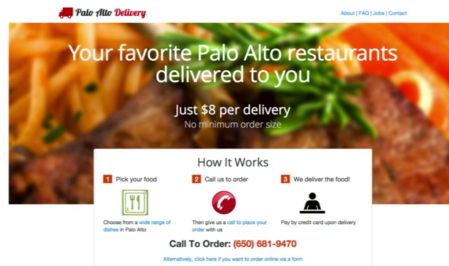 Palo Alto Delivery
About | FAQ | Jobs | Contact
Your favorite Palo Alto restaurants
delivered to you
Just $8 per delivery
No minimum order size
How It Works
1 Pick your food
2 Call us to order
3 We deliver the food!
Choose from a wide range of
dishes in Palo Alto
Then give us a call to place your
order with us
Pay by credit card upon delivery
Call To Order: (650) 681-9470
Alternatively, click here if you want to order online via a form